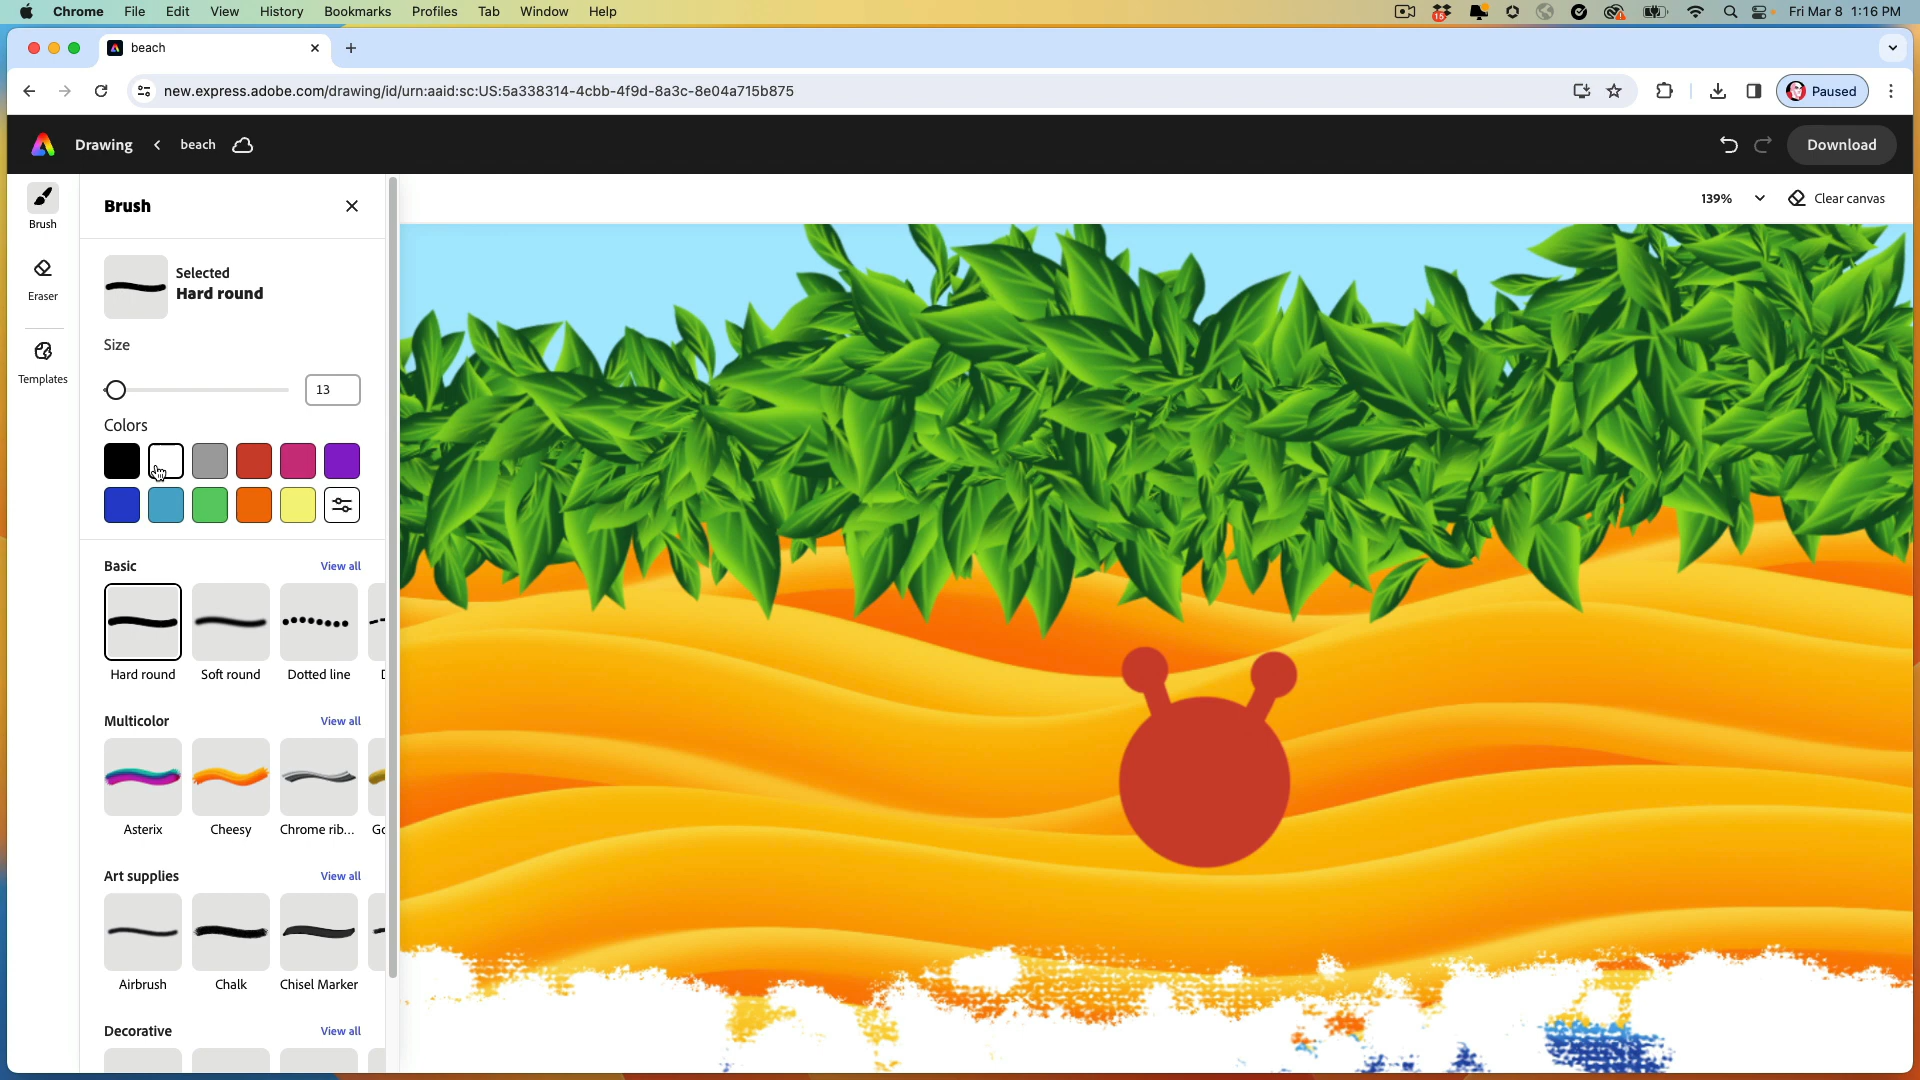 Chrome File Edit View History Bookmarks Profiles Tab Window Help
15
Fri Mar 8 1:16 PM
beach
new.express.adobe.com/drawing/id/urn:aaid:sc:US:5a338314-4cbb-4f9d-8a3c-8e04a715b875
Paused
Drawing beach
Download
Brush
Eraser
Templates
Brush
139%
Clear canvas
Selected
Hard round
Size
13
Colors
Basic View all
Hard round Soft round Dotted line
Multicolor View all
Asterix Cheesy Chrome rib... Go
Art supplies View all
Airbrush Chalk Chisel Marker
Decorative View all